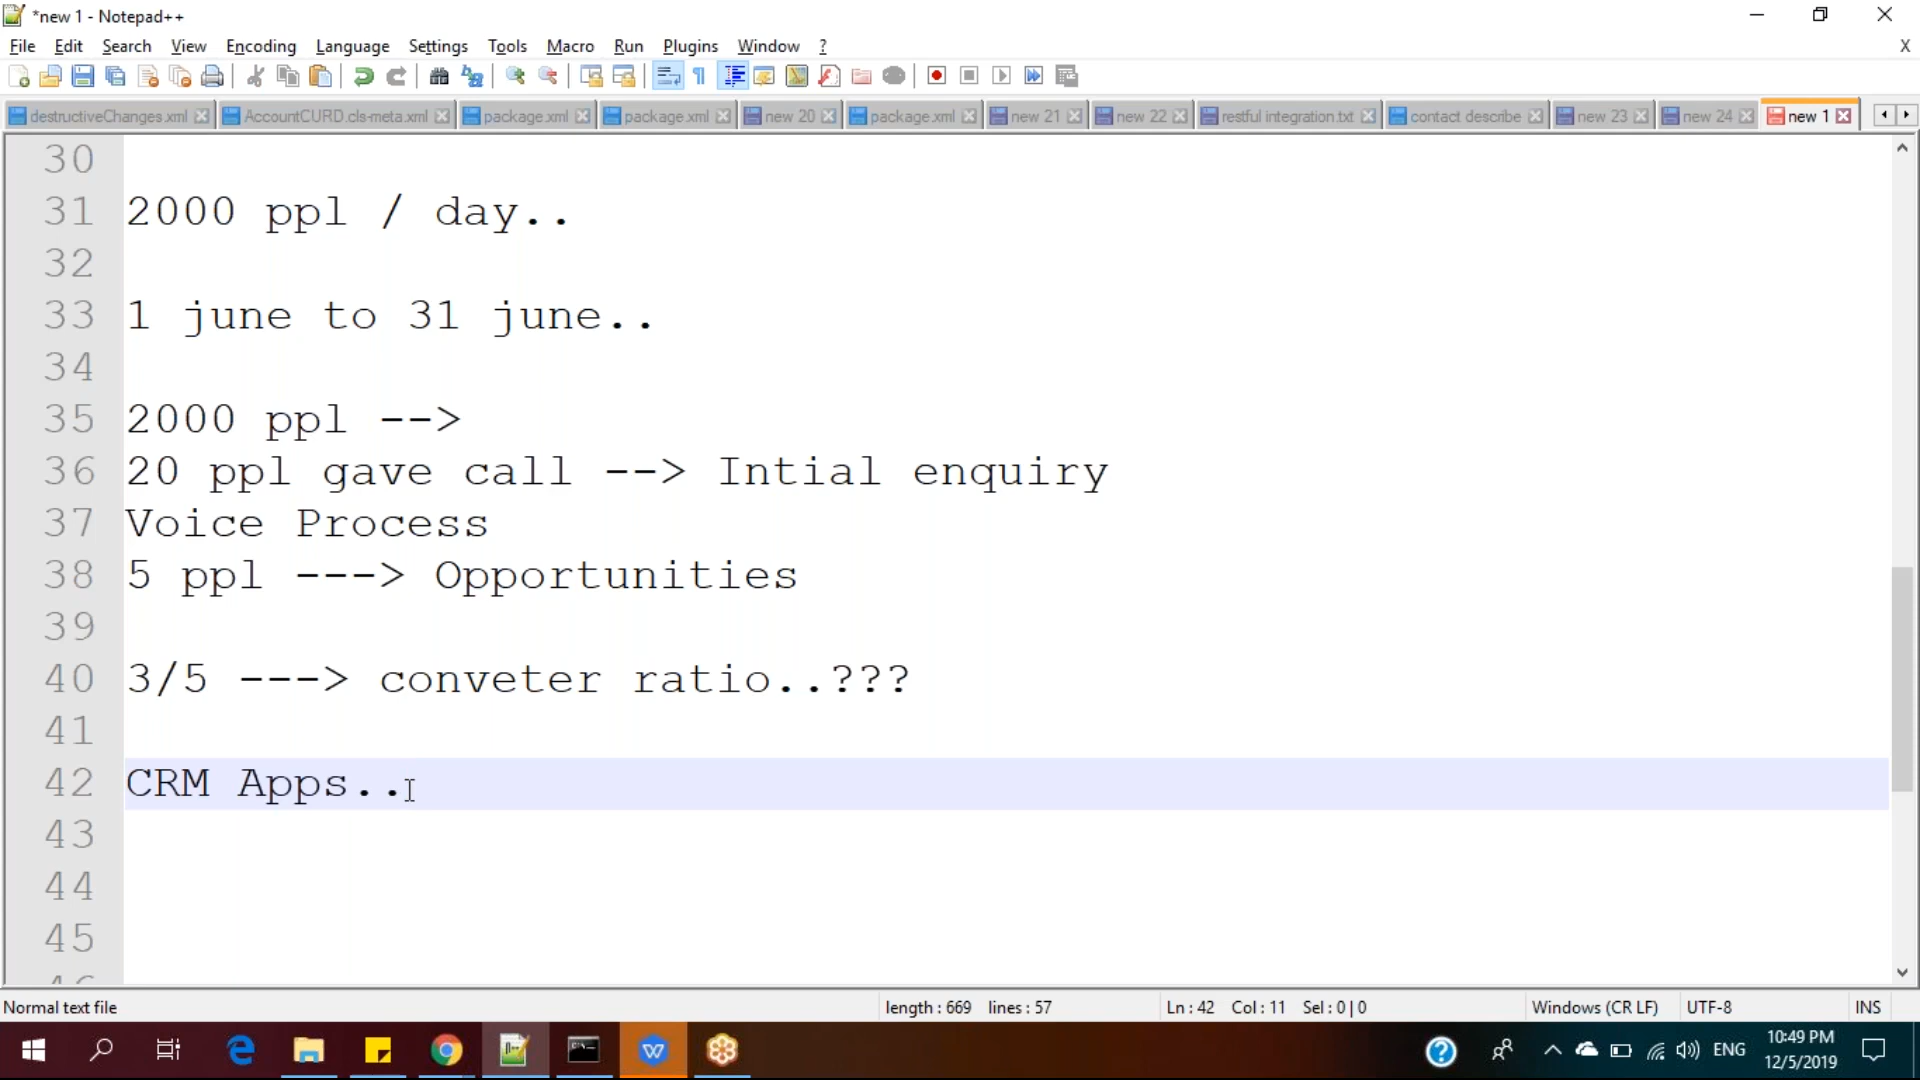 *new 1 - Notepad++
File Edit Search View Encoding Language Settings Tools Macro Run Plugins Window ? X
destructiveChanges.xml AccountCURD.cls-meta.xml package.xml package.xml new 20 package.xml new 21 new 22 restful integration.txt contact describe new 23 new 24 new 1
30
31 2000 ppl / day..
32
33 1 june to 31 june..
34
35 2000 ppl -->
36 20 ppl gave call --> Intial enquiry
37 Voice Process
38 5 ppl ---> Opportunities
39
40 3/5 ---> conveter ratio..???
41
42 CRM Apps..
43
44
45
Normal text file length : 669 lines : 57 Ln : 42 Col : 11 Sel : 0 | 0 Windows (CR LF) UTF-8 INS
ENG 10:49 PM
12/5/2019